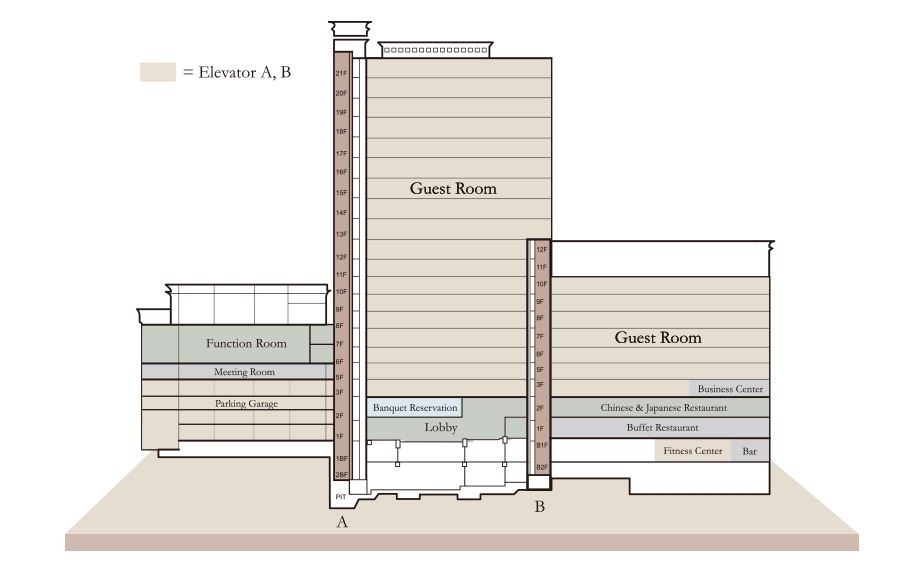 = Elevator A, B
21F
20F
19F
18F
17F
16F
15F
14F
13F
12F
11F
10F
9F
8F
7F
6F
5F
3F
2F
1F
1BF
2BF
PIT
A
Guest Room
Function Room
Meeting Room
Parking Garage
Banquet Reservation
Lobby
12F
11F
10F
9F
8F
7F
6F
5F
3F
2F
1F
B1F
B2F
B
Guest Room
Business Center
Chinese & Japanese Restaurant
Buffet Restaurant
Fitness Center
Bar